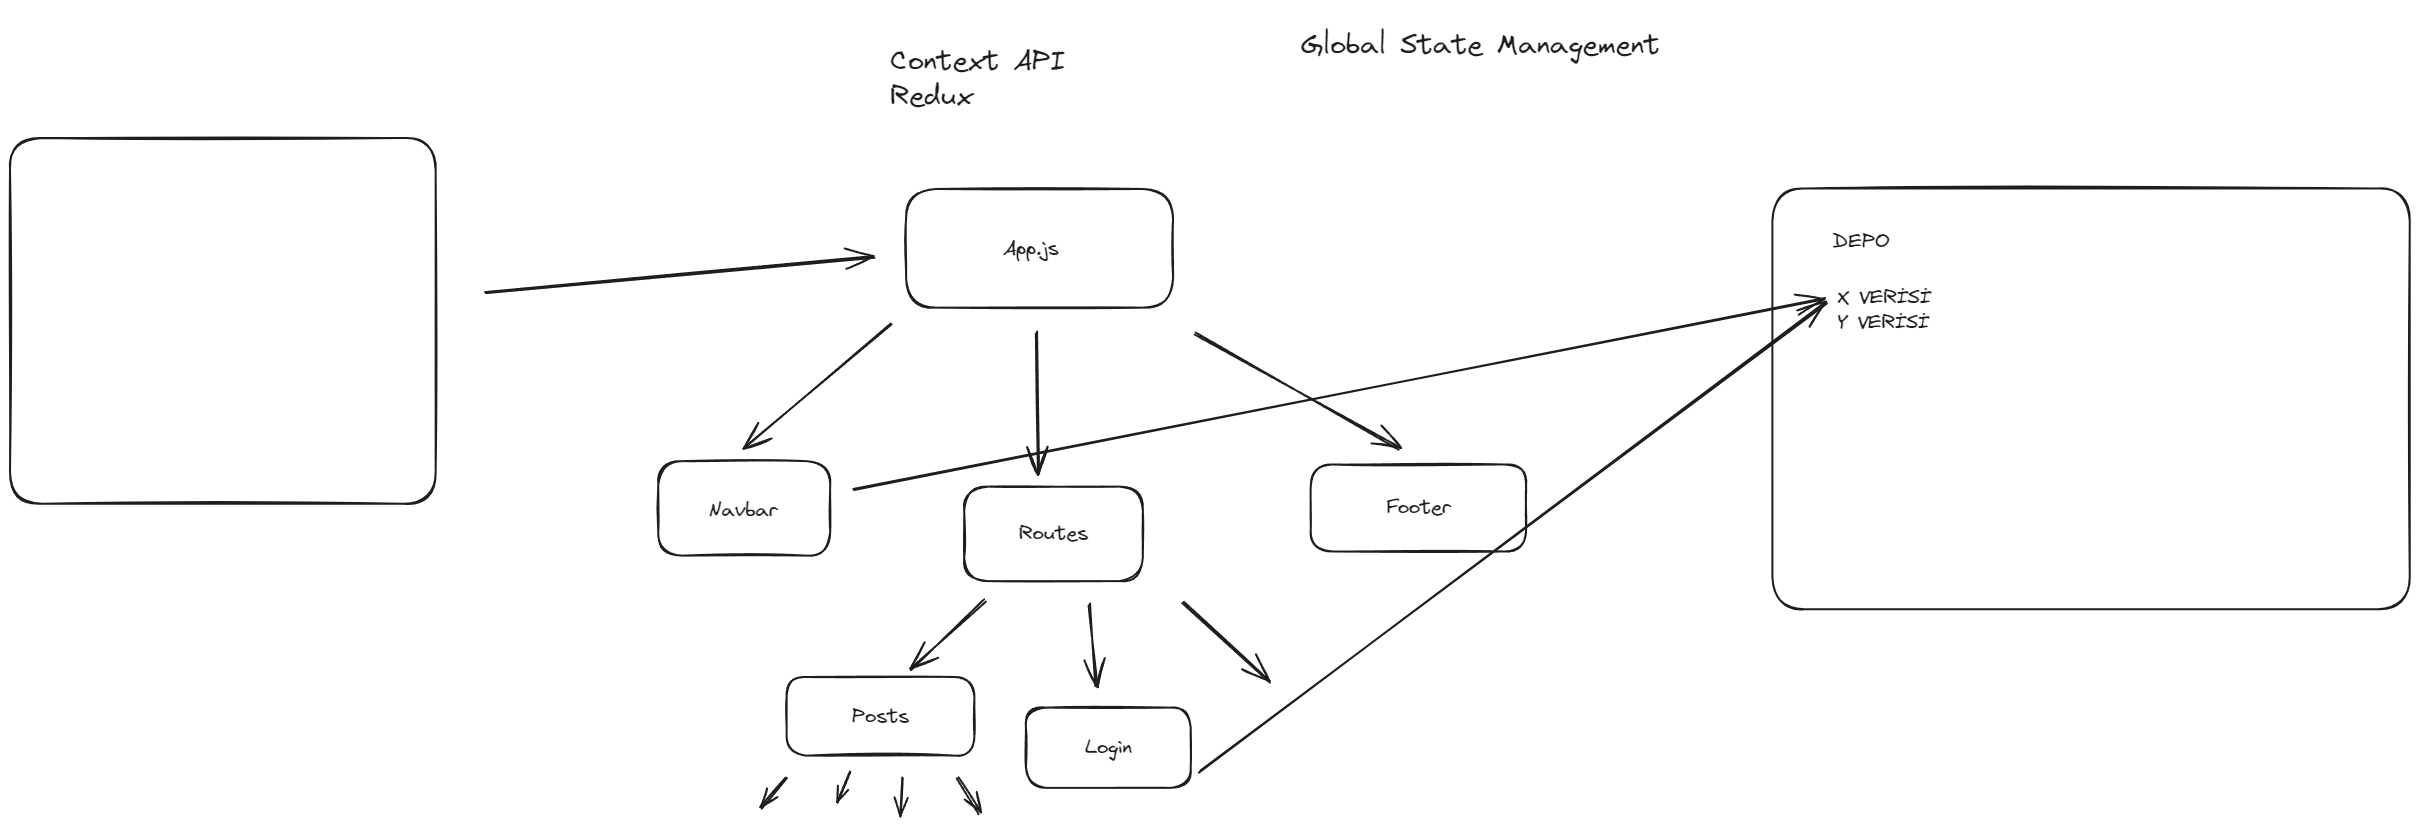 Global State Management
Context API
Redux
App.js
DEPO
X VERİSİ
Y VERİSİ
Navbar
Routes
Footer
Posts
Login